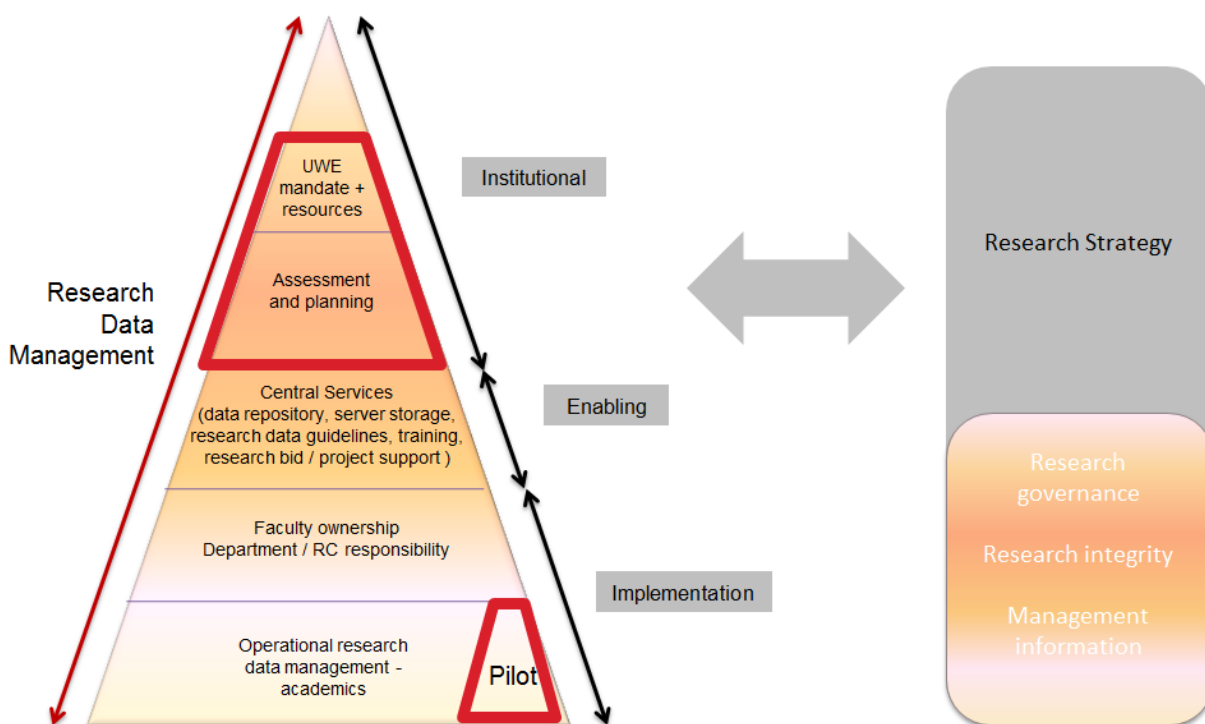 UWE
mandate +
resources
Institutional
Assessment
and planning
Research
Data
Management
Central Services
(data repository, server storage,
research data guidelines, training,
research bid / project support )
Enabling
Faculty ownership
Department / RC responsibility
Implementation
Operational research
data management -
academics
Pilot
Research Strategy
Research
governance
Research integrity
Management
information